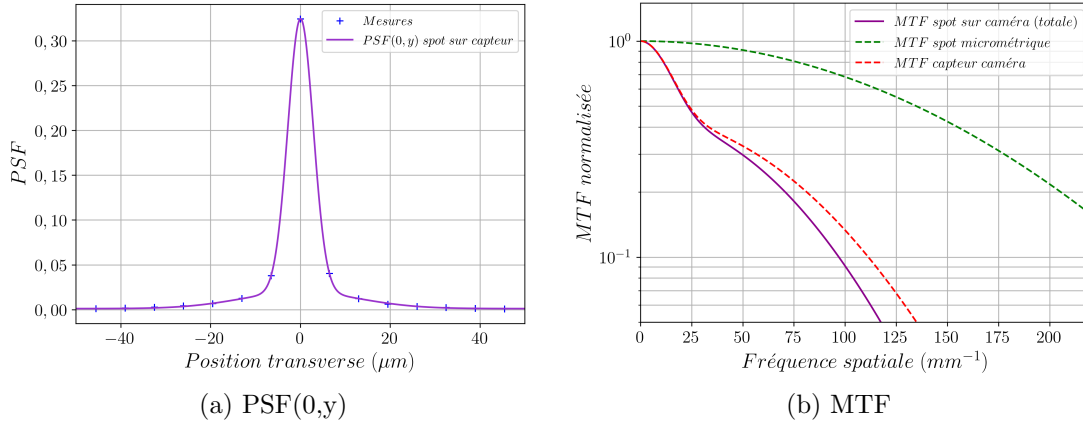 Mesures
PSF(0, y) spot sur capteur
0, 30
0, 25
0, 20
0, 15
0, 10
0, 05
0, 00
PSF
−40
−20
0
20
40
Position transverse (μm)
(a) PSF(0,y)
MTF spot sur caméra (totale)
MTF spot micrométrique
MTF capteur caméra
10⁰
10⁻¹
MTF normalisée
0
25
50
75
100
125
150
175
200
Fréquence spatiale (mm⁻¹)
(b) MTF